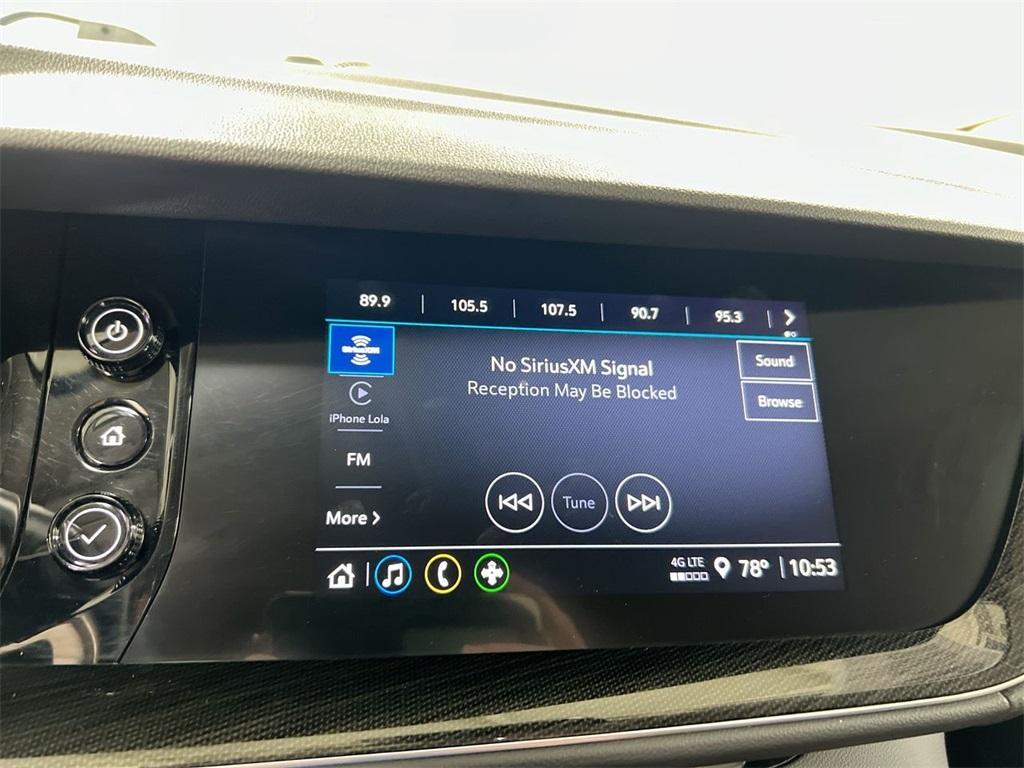 89.9 105.5 107.5 90.7 95.3
SiriusXM
No SiriusXM Signal
Reception May Be Blocked
Sound
Browse
iPhone Lola
FM
More
Tune
4G LTE
78° 10:53